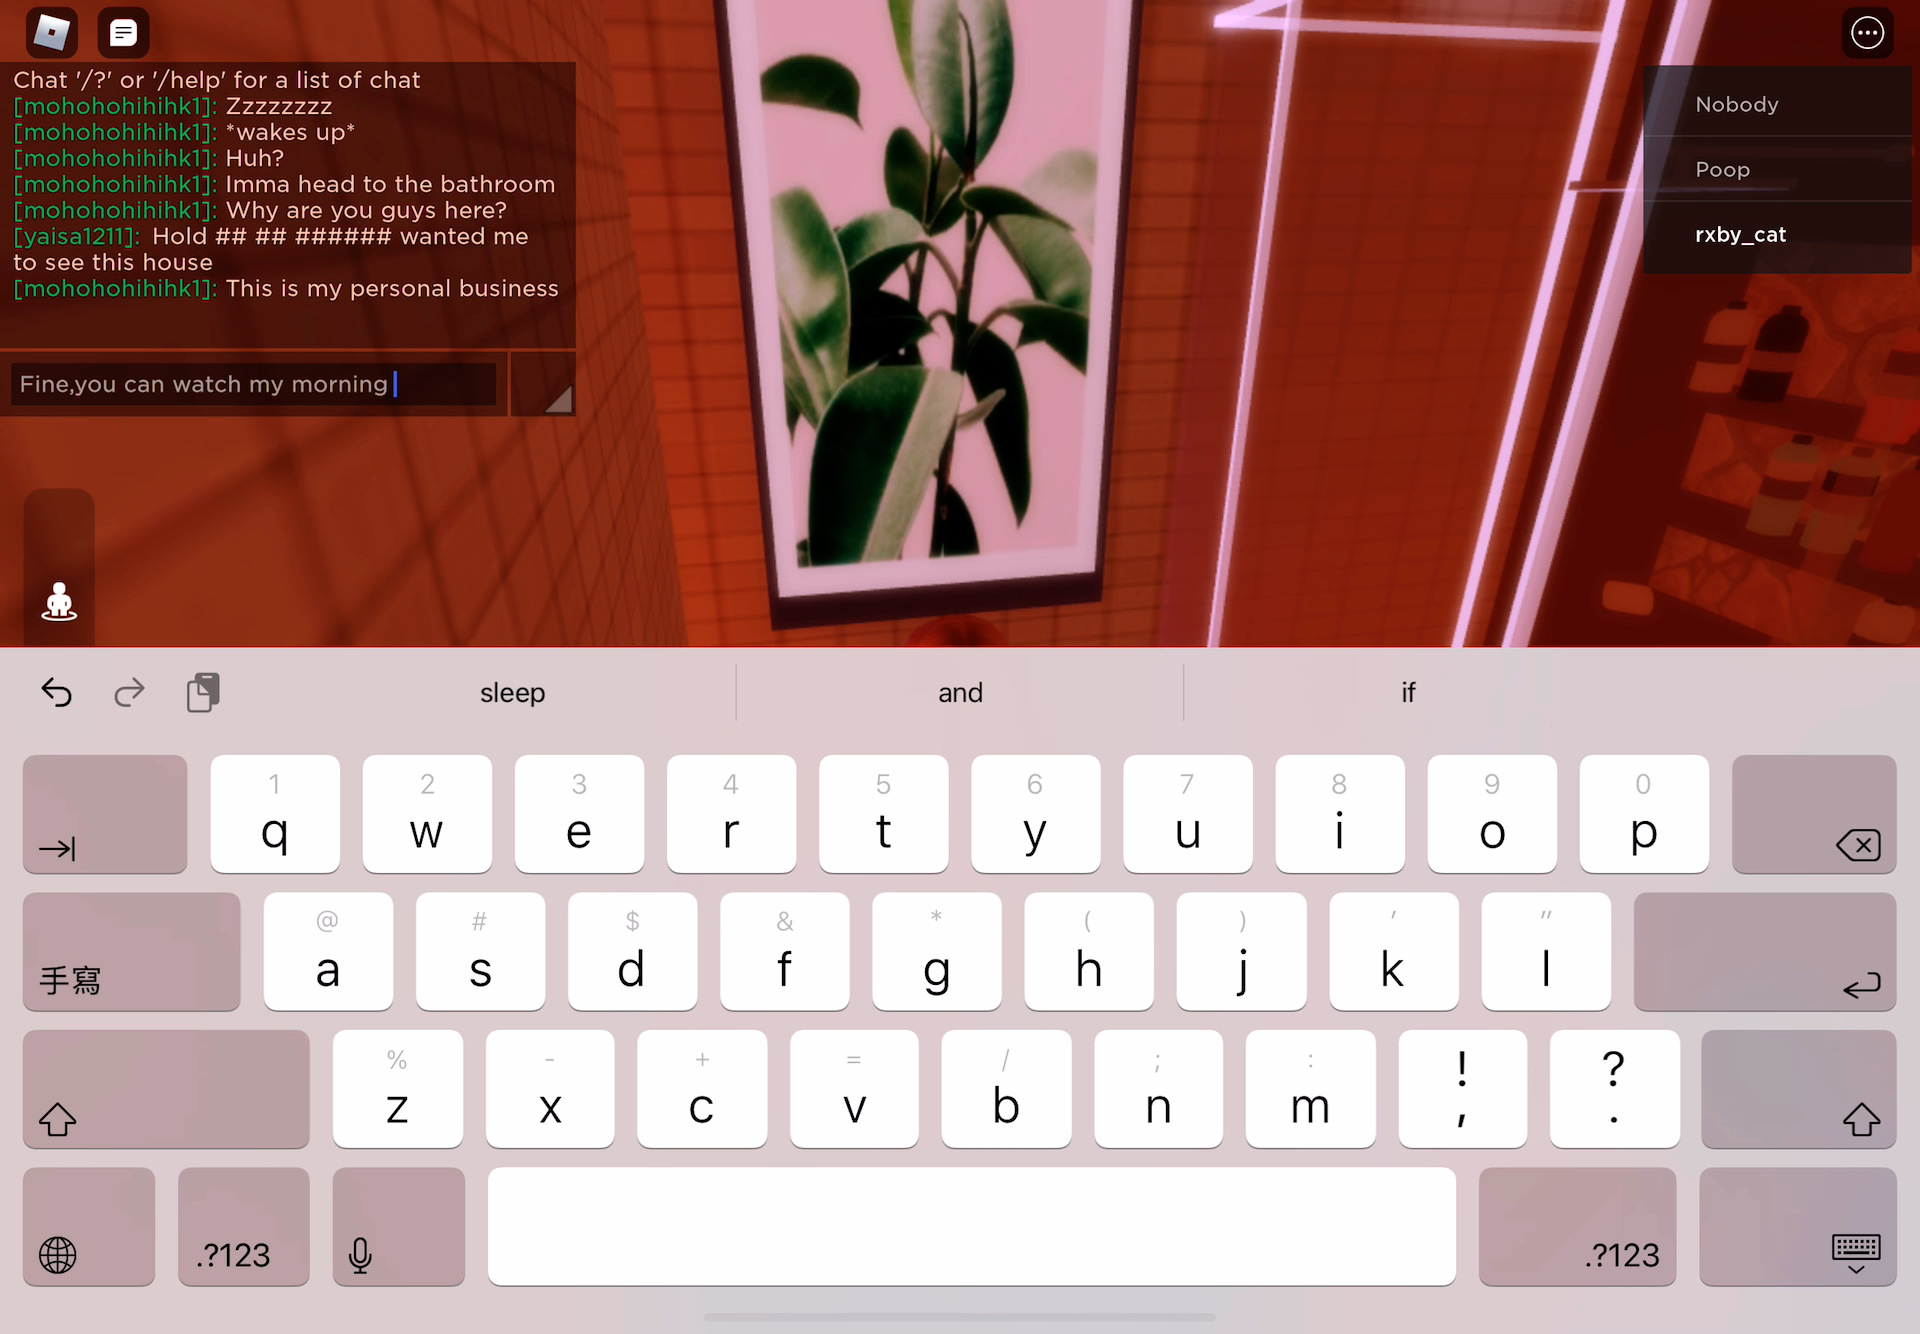 Chat '/?' or '/help' for a list of chat
[mohohohihihk1]: Zzzzzzzz
[mohohohihihk1]: *wakes up*
[mohohohihihk1]: Huh?
[mohohohihihk1]: Imma head to the bathroom
[mohohohihihk1]: Why are you guys here?
[yaisa1211]: Hold ## ## ###### wanted me
to see this house
[mohohohihihk1]: This is my personal business
Fine,you can watch my morning
Nobody
Poop
rxby_cat
sleep and if
1 2 3 4 5 6 7 8 9 0
q w e r t y u i o p
@ # $ & * ( ) ' "
手寫 a s d f g h j k l
% - + = / ; : ! ?
z x c v b n m , .
.?123 .?123